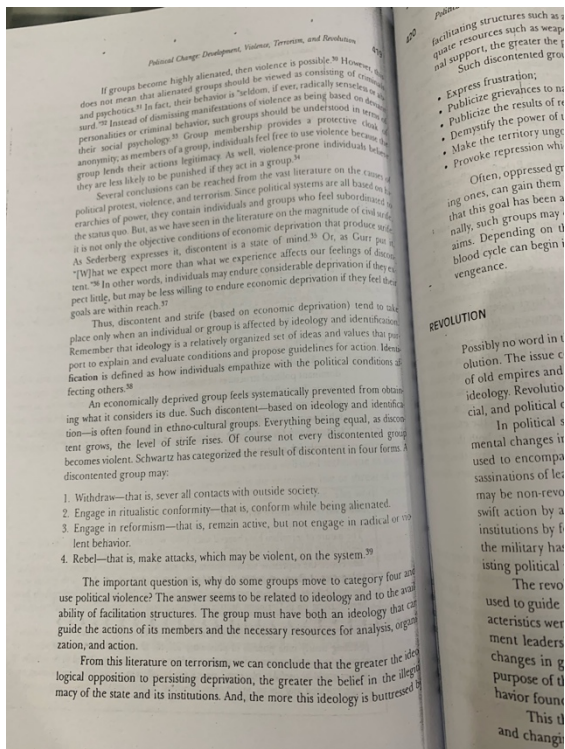 Political Change Development, Violence, Terrorism, and Revolution 419
If groups become highly alienated, then violence is possible.30 However, this
does not mean that alienated groups should be viewed as consisting of criminals
and psychotics.31 In fact, their behavior is "seldom, if ever, radically senseless or
surd."32 Instead of dismissing manifestations of violence as being based on
personalities or criminal behavior, such groups should be understood in terms of
their social psychology.33 Group membership provides a protective cloak of
anonymity; as members of a group, individuals feel free to use violence because the
group lends their actions legitimacy. As well, violence-prone individuals believe
they are less likely to be punished if they act in a group.34
Several conclusions can be reached from the vast literature on the causes of
political protest, violence, and terrorism. Since political systems are all based on hi-
erarchies of power, they contain individuals and groups who feel subordinated
the status quo. But, as we have seen in the literature on the magnitude of civil strife
it is not only the objective conditions of economic deprivation that produce strife
As Sederberg expresses it, discontent is a state of mind.35 Or, as Gurr put it,
"[W]hat we expect more than what we experience affects our feelings of discon-
tent."36 In other words, individuals may endure considerable deprivation if they ex-
pect little, but may be less willing to endure economic deprivation if they feel their
goals are within reach.37
Thus, discontent and strife (based on economic deprivation) tend to take
place only when an individual or group is affected by ideology and identification.
Remember that ideology is a relatively organized set of ideas and values that pur-
port to explain and evaluate conditions and propose guidelines for action. Identi-
fication is defined as how individuals empathize with the political conditions af-
fecting others.38
An economically deprived group feels systematically prevented from obtain-
ing what it considers its due. Such discontent—based on ideology and identifica-
tion—is often found in ethno-cultural groups. Everything being equal, as discon-
tent grows, the level of strife rises. Of course not every discontented group
becomes violent. Schwartz has categorized the result of discontent in four forms. A
discontented group may:
1. Withdraw—that is, sever all contacts with outside society.
2. Engage in ritualistic conformity—that is, conform while being alienated.
3. Engage in reformism—that is, remain active, but not engage in radical or vio-
lent behavior.
4. Rebel—that is, make attacks, which may be violent, on the system.39
The important question is, why do some groups move to category four and
use political violence? The answer seems to be related to ideology and to the avail-
ability of facilitation structures. The group must have both an ideology that can
guide the actions of its members and the necessary resources for analysis, organi-
zation, and action.
From this literature on terrorism, we can conclude that the greater the ideo-
logical opposition to persisting deprivation, the greater the belief in the illegiti-
macy of the state and its institutions. And, the more this ideology is buttressed b
420
facilitating structures such as
quate resources such as weap
nal support, the greater the
Such discontented gro
• Express frustration;
• Publicize grievances to n
• Publicize the results of re
• Demystify the power of
• Make the territory ungo
• Provoke repression whi
Often, oppressed gr
ing ones, can gain them
that this goal has been a
nally, such groups may
aims. Depending on th
blood cycle can begin i
vengeance.
REVOLUTION
Possibly no word in
olution. The issue c
of old empires and
ideology. Revolutio
cial, and political
In political s
mental changes in
used to encompa
sassinations of lea
may be non-revo
swift action by a
institutions by f
the military has
isting political
The revo
used to guide
acteristics wer
ment leaders
changes in g
purpose of th
havior foun
This th
and changi